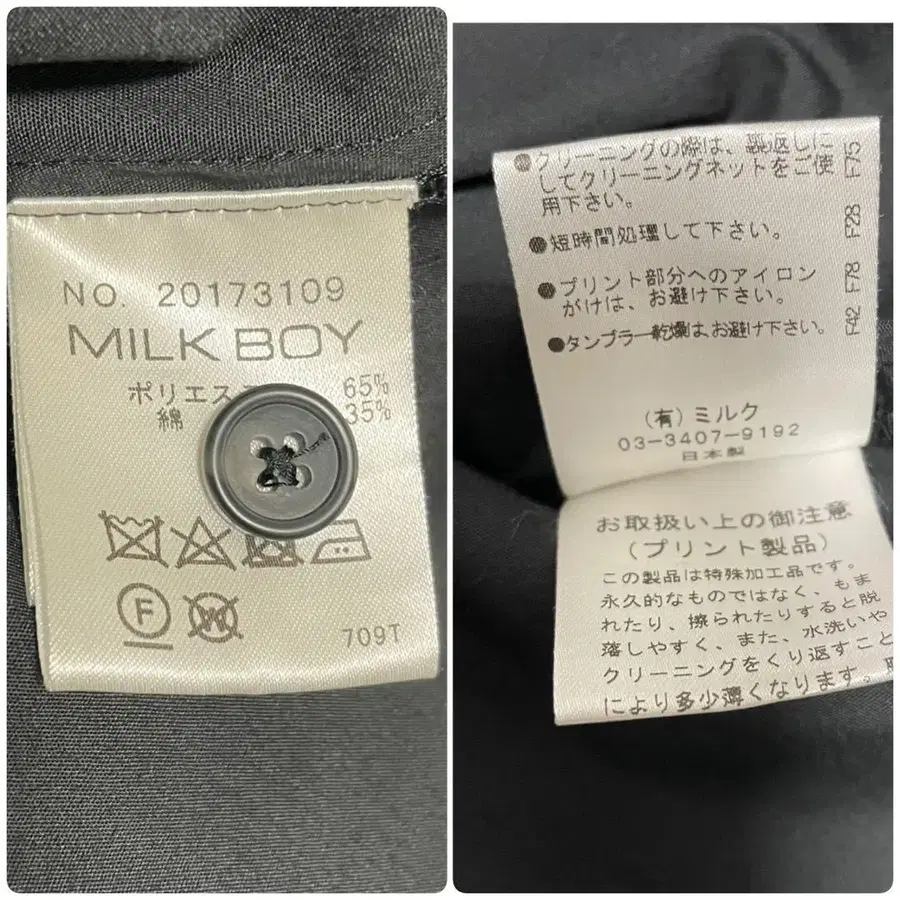 NO. 20173109
MILK BOY
ポリエス 65%
綿 35%
F
W
709T
●クリーニングの際は、裏返しに
してクリーニングネットをご使
用下さい。
●短時間処理して下さい。
●プリント部分へのアイロン
がけは、お避け下さい。
●タンブラー乾燥はお避け下さい。
F42 F78 F28 F75
(有)ミルク
03-3407-9192
日本製
お取扱い上の御注意
(プリント製品)
この製品は特殊加工品です。
永久的なものではなく、もま
れたり、擦られたりすると脱
落しやすく、また、水洗いや
クリーニングをくり返すこと
により多少薄くなります。